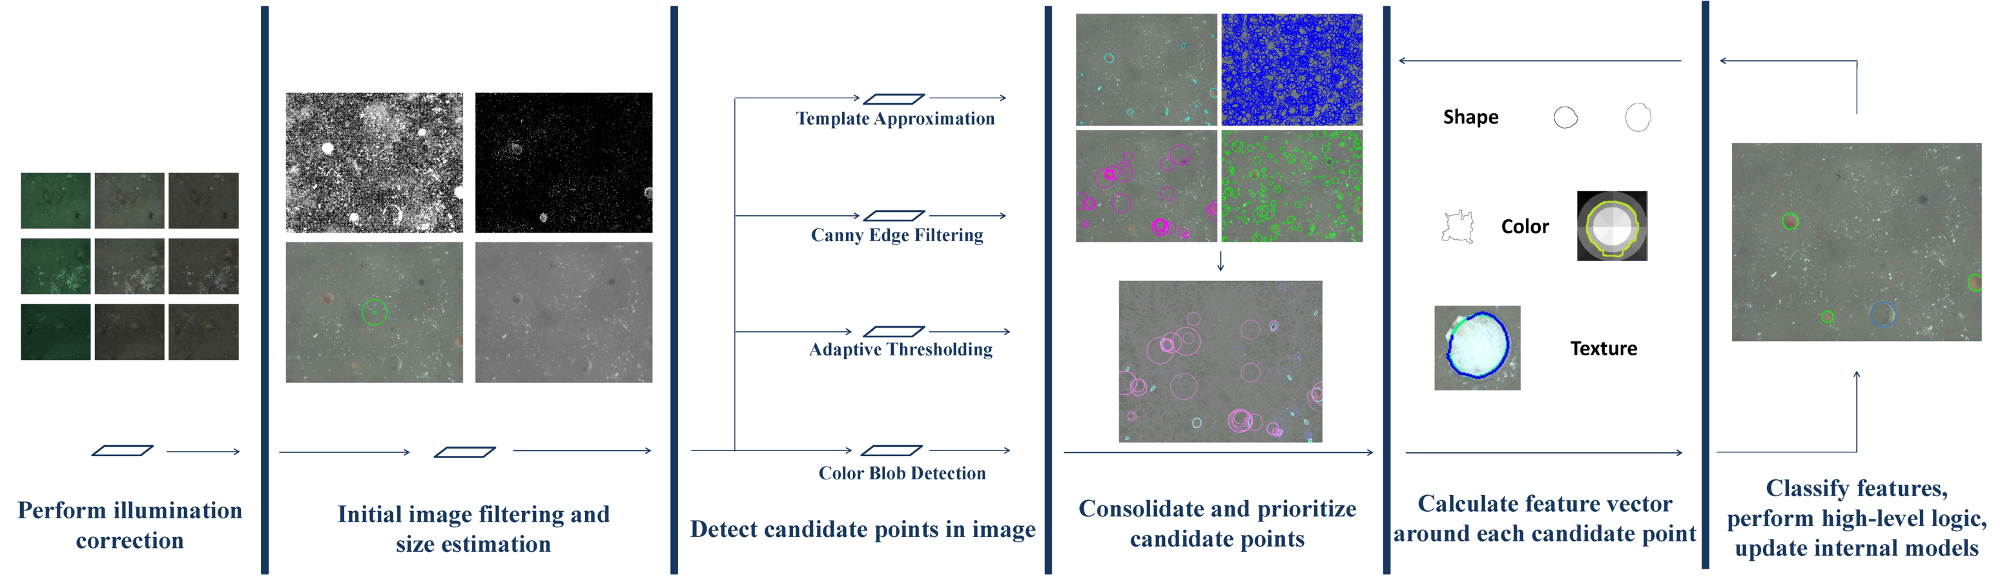 Perform illumination
correction
Initial image filtering and
size estimation
Template Approximation
Canny Edge Filtering
Adaptive Thresholding
Color Blob Detection
Detect candidate points in image
Consolidate and prioritize
candidate points
Shape
Color
Texture
Calculate feature vector
around each candidate point
Classify features,
perform high-level logic,
update internal models